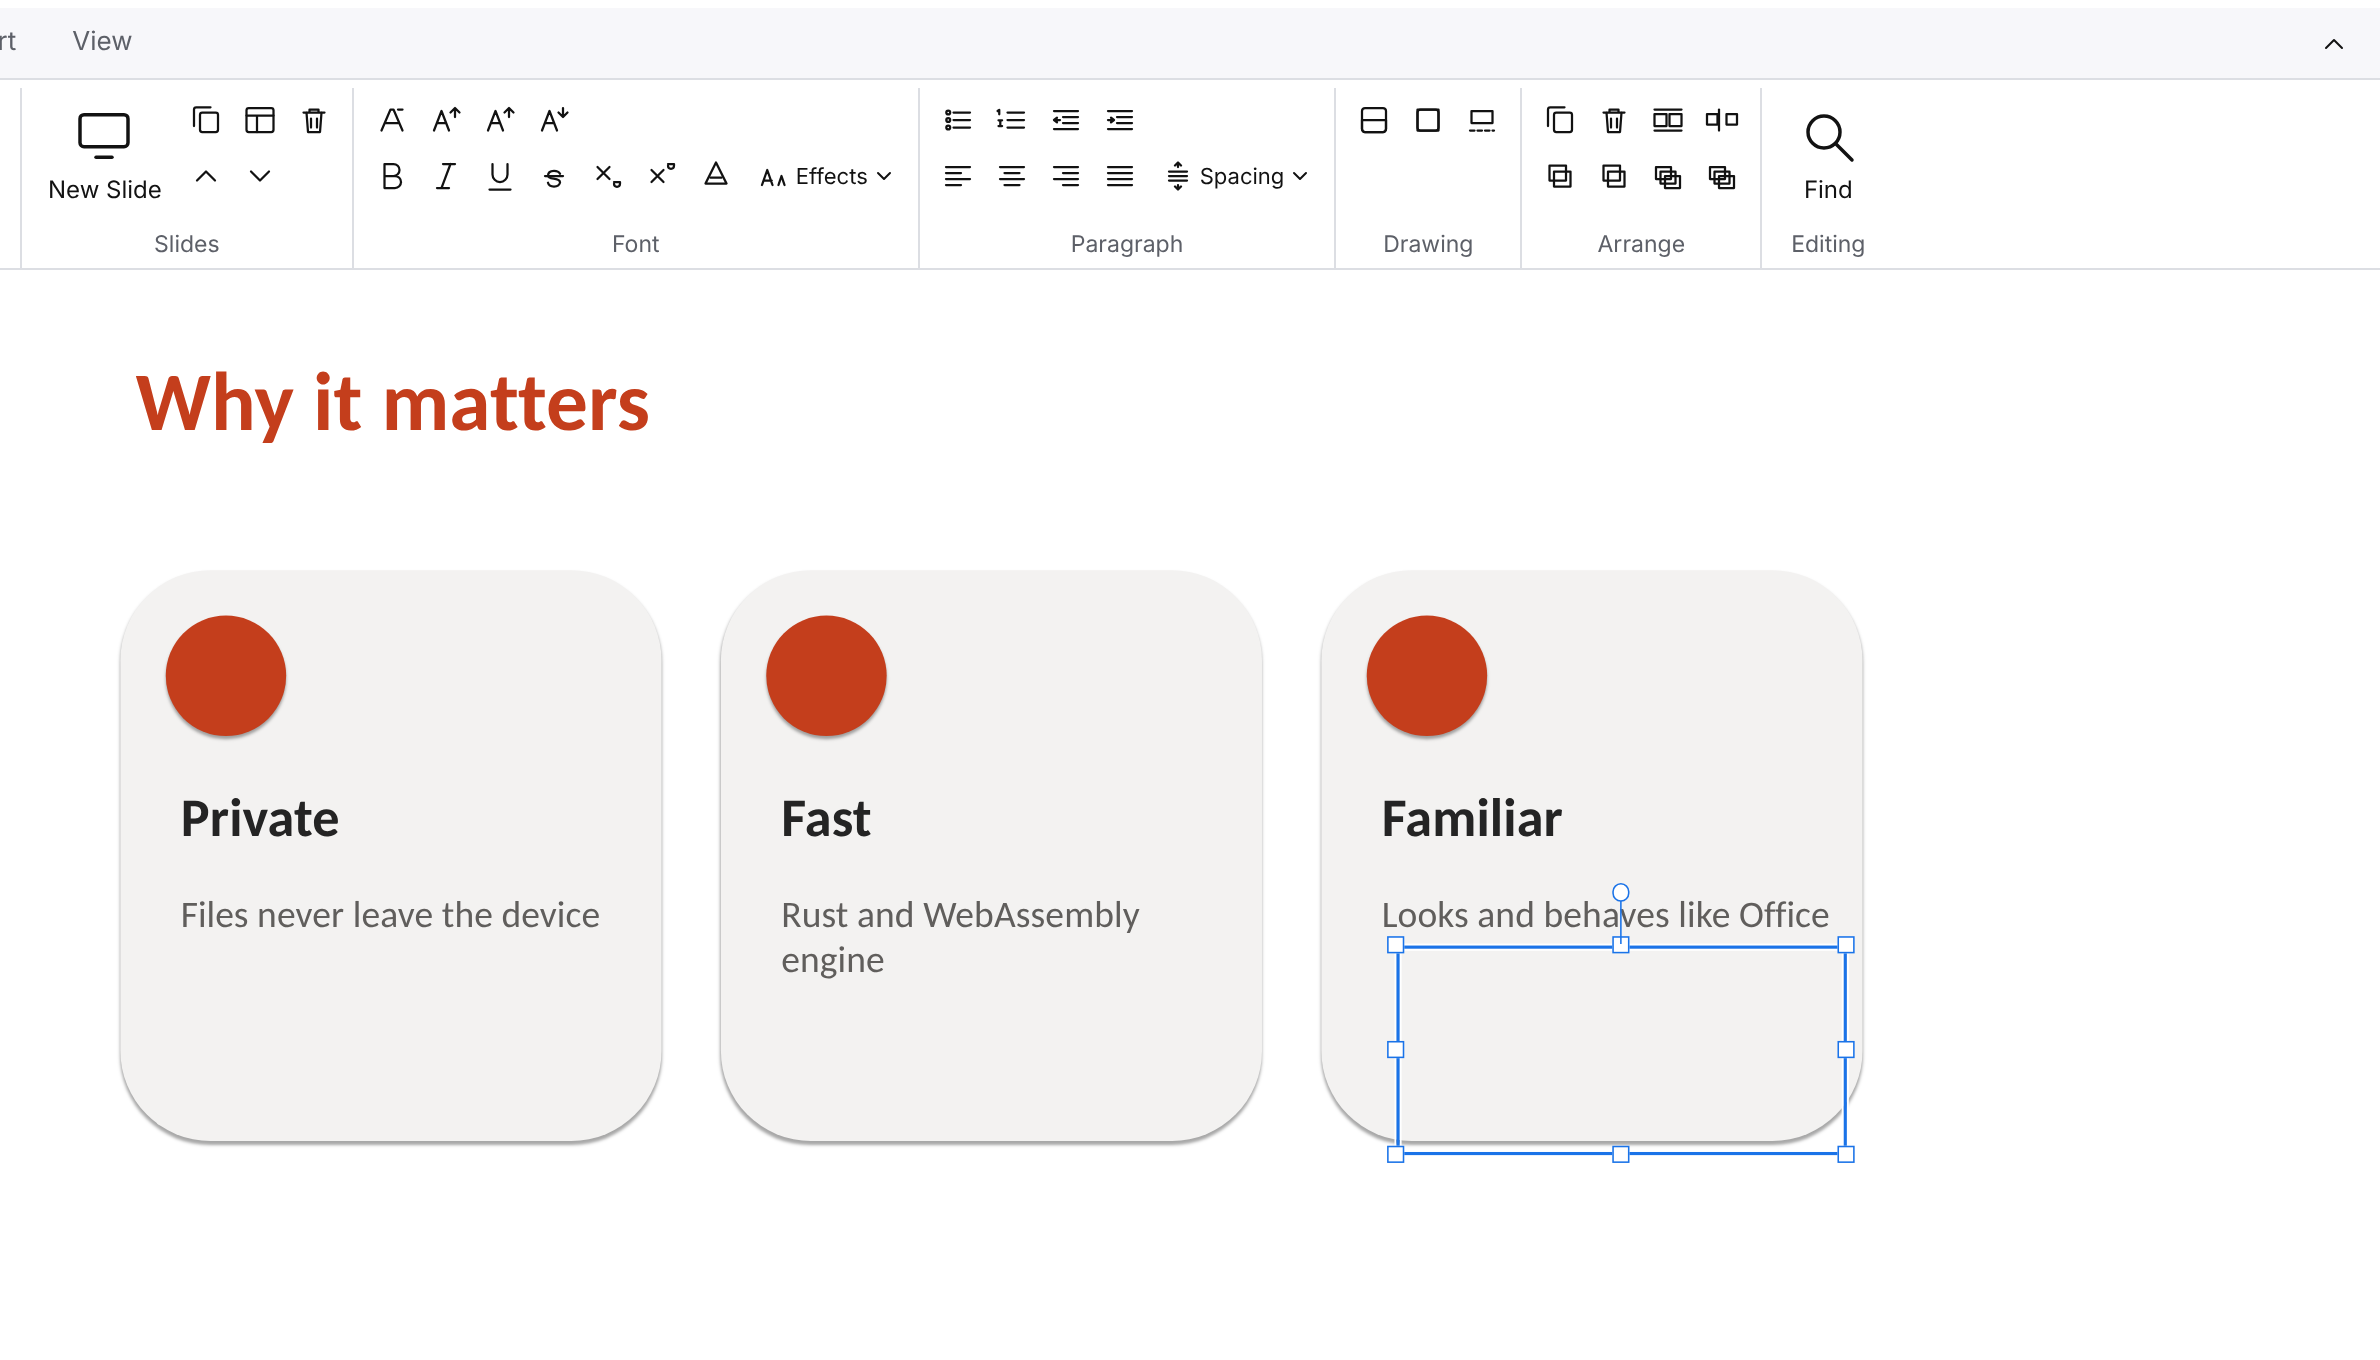 View
New Slide
Slides
Effects
Font
Spacing
Paragraph
Drawing
Arrange
Find
Editing
Why it matters
Private
Files never leave the device
Fast
Rust and WebAssembly
engine
Familiar
Looks and behaves like Office